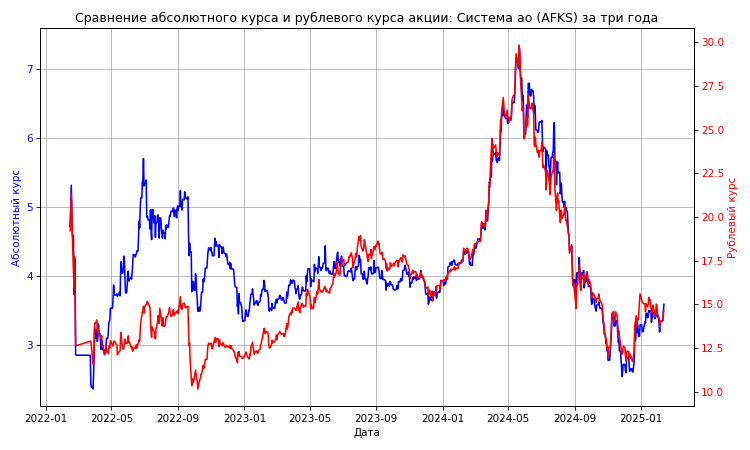 Сравнение абсолютного курса и рублевого курса акции: Система ао (AFKS) за три года
Абсолютный курс
7
6
5
4
3
30.0
27.5
25.0
22.5
20.0
17.5
15.0
12.5
10.0
Рублевый курс
2022-01 2022-05 2022-09 2023-01 2023-05 2023-09 2024-01 2024-05 2024-09 2025-01
Дата